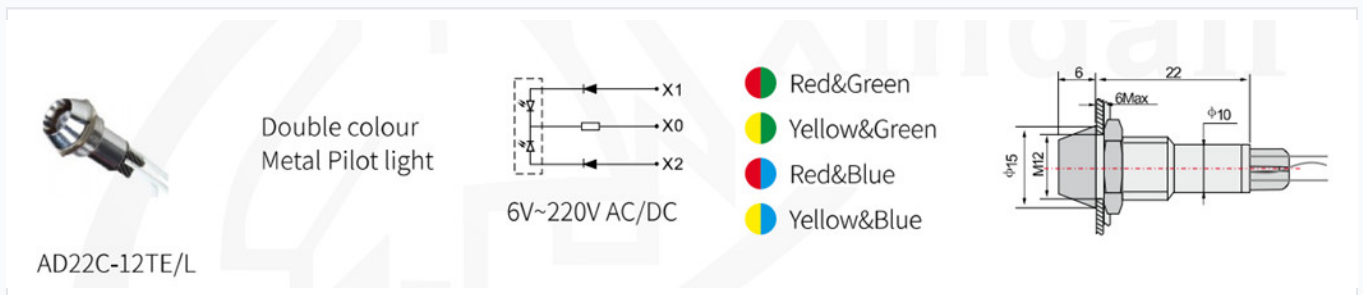 Double colour
Metal Pilot light
AD22C-12TE/L
X1
X0
X2
6V~220V AC/DC
Red&Green
Yellow&Green
Red&Blue
Yellow&Blue
6
22
6Max
ϕ10
ϕ15
M12